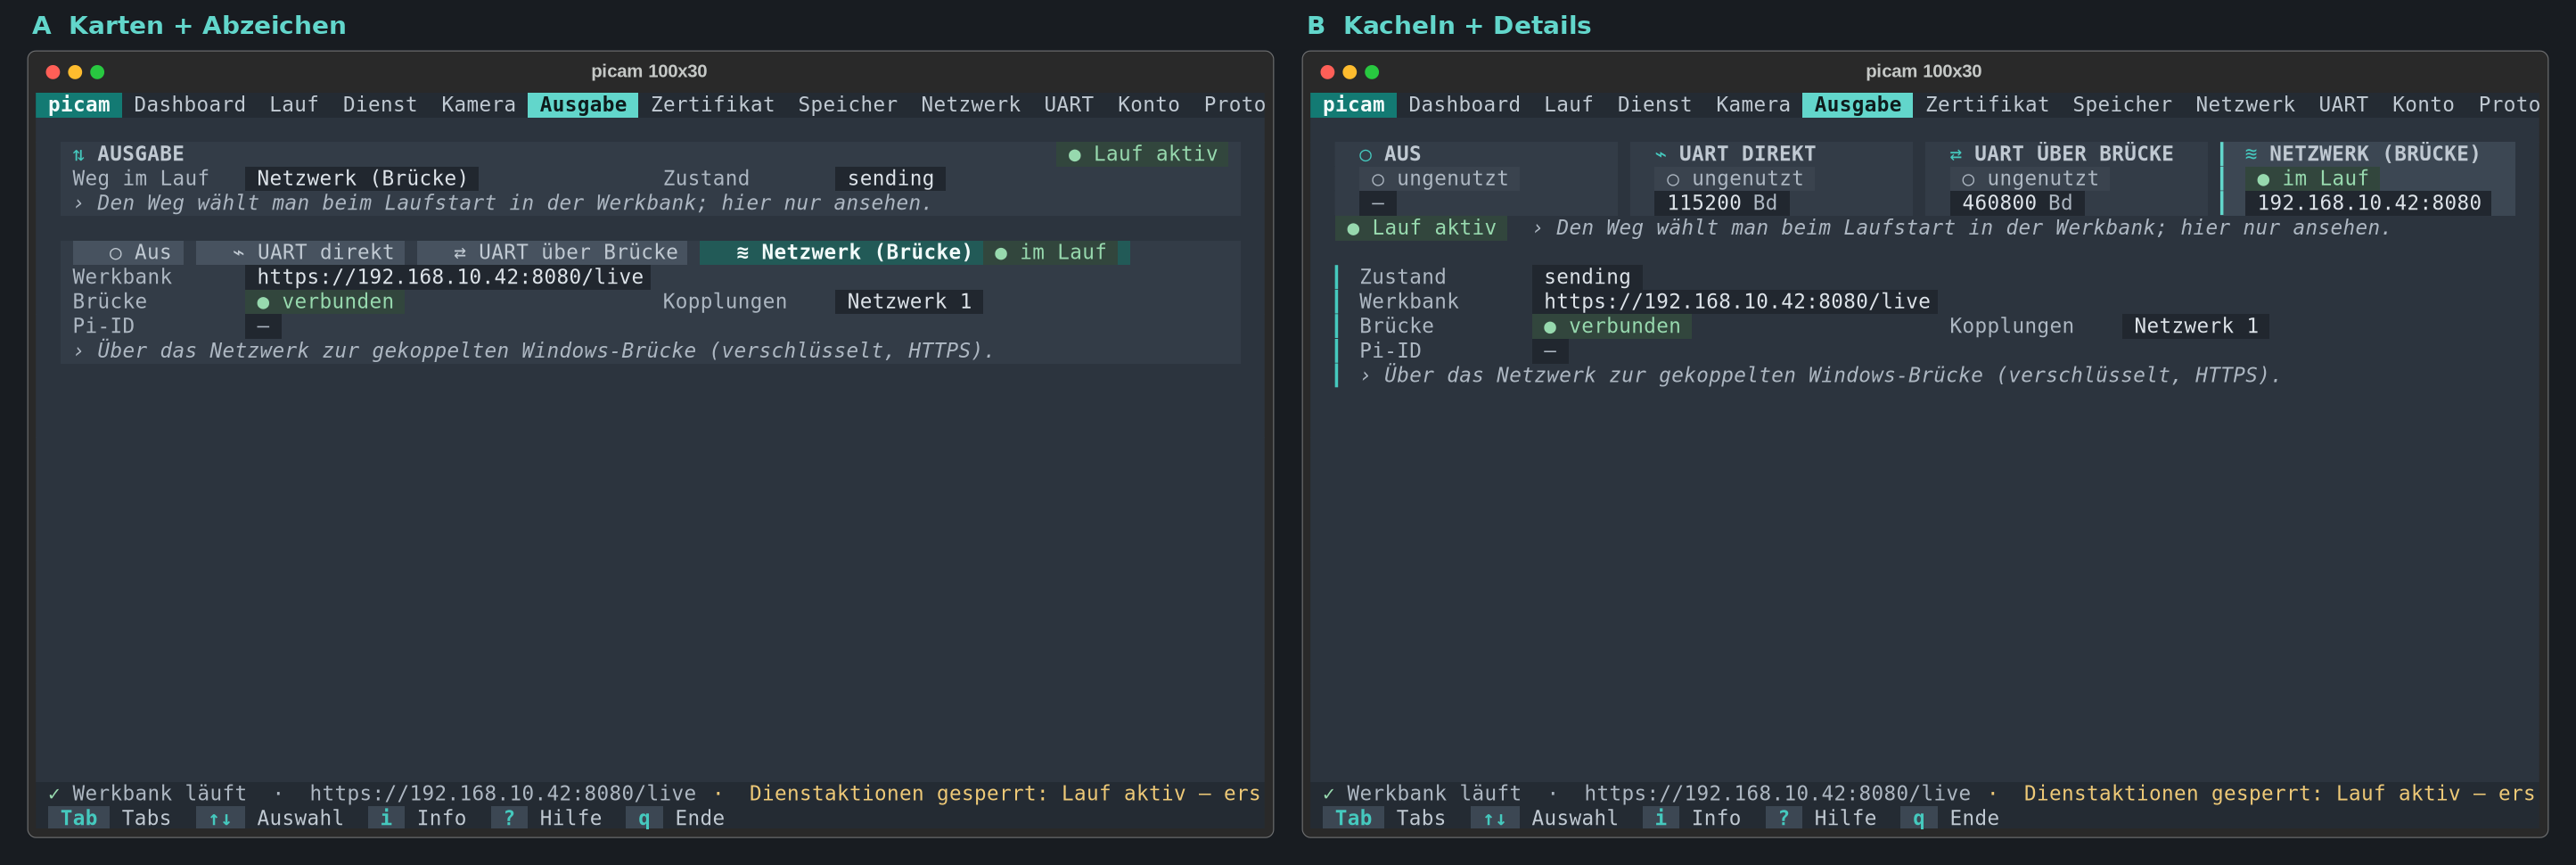 A Karten + Abzeichen
picam 100x30
picam Dashboard Lauf Dienst Kamera Ausgabe Zertifikat Speicher Netzwerk UART Konto Proto
⇅ AUSGABE ● Lauf aktiv
Weg im Lauf Netzwerk (Brücke) Zustand sending
› Den Weg wählt man beim Laufstart in der Werkbank; hier nur ansehen.
○ Aus ⌁ UART direkt ⇄ UART über Brücke ≋ Netzwerk (Brücke) ● im Lauf
Werkbank https://192.168.10.42:8080/live
Brücke ● verbunden Kopplungen Netzwerk 1
Pi-ID —
› Über das Netzwerk zur gekoppelten Windows-Brücke (verschlüsselt, HTTPS).
✓ Werkbank läuft · https://192.168.10.42:8080/live · Dienstaktionen gesperrt: Lauf aktiv — ers
Tab Tabs ↑↓ Auswahl i Info ? Hilfe q Ende
B Kacheln + Details
picam 100x30
picam Dashboard Lauf Dienst Kamera Ausgabe Zertifikat Speicher Netzwerk UART Konto Proto
○ AUS ⌁ UART DIREKT ⇄ UART ÜBER BRÜCKE ≋ NETZWERK (BRÜCKE)
○ ungenutzt ○ ungenutzt ○ ungenutzt ● im Lauf
— 115200 Bd 460800 Bd 192.168.10.42:8080
● Lauf aktiv › Den Weg wählt man beim Laufstart in der Werkbank; hier nur ansehen.
Zustand sending
Werkbank https://192.168.10.42:8080/live
Brücke ● verbunden Kopplungen Netzwerk 1
Pi-ID —
› Über das Netzwerk zur gekoppelten Windows-Brücke (verschlüsselt, HTTPS).
✓ Werkbank läuft · https://192.168.10.42:8080/live · Dienstaktionen gesperrt: Lauf aktiv — ers
Tab Tabs ↑↓ Auswahl i Info ? Hilfe q Ende